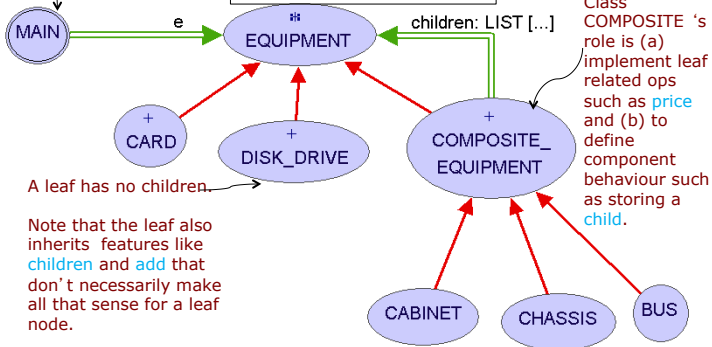 Class
COMPOSITE 's
role is (a)
implement leaf
related ops
such as price
and (b) to
define
component
behaviour such
as storing a
child.
MAIN
e
*
EQUIPMENT
children: LIST [...]
+
CARD
+
DISK_DRIVE
+
COMPOSITE_
EQUIPMENT
A leaf has no children.
Note that the leaf also
inherits features like
children and add that
don't necessarily make
all that sense for a leaf
node.
CABINET
CHASSIS
BUS